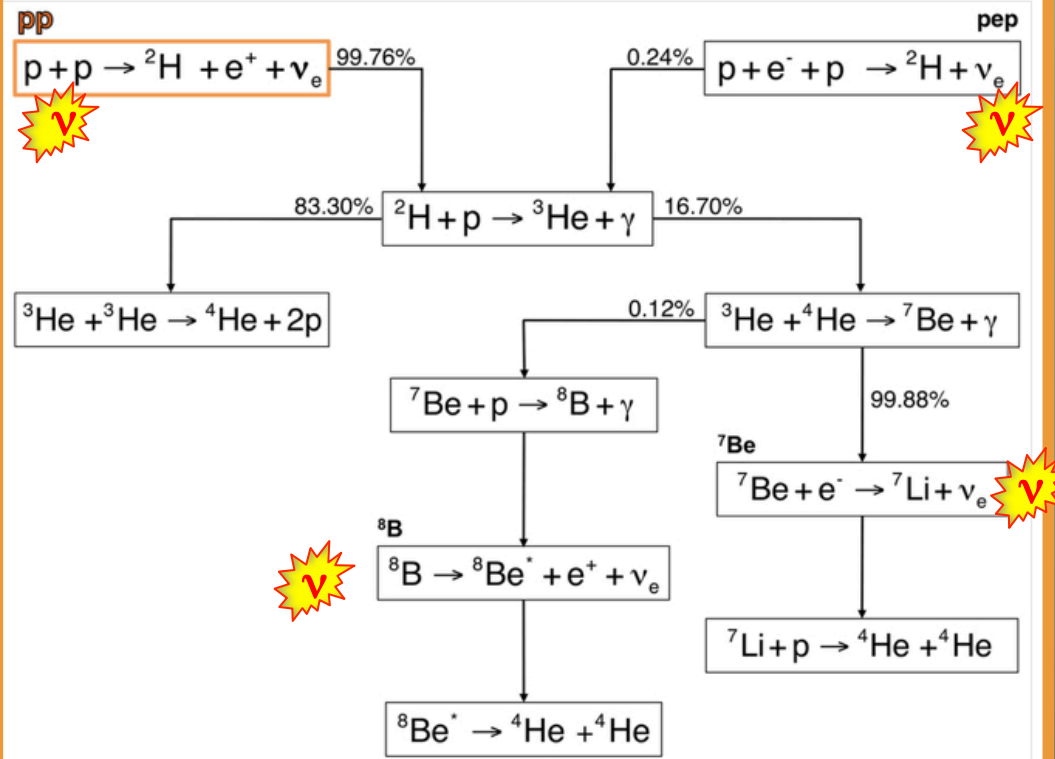 pp
pep
p + p → ²H + e⁺ + νₑ
99.76%
0.24%
p + e⁻ + p → ²H + νₑ
ν
ν
83.30%
²H + p → ³He + γ
16.70%
³He + ³He → ⁴He + 2p
0.12%
³He + ⁴He → ⁷Be + γ
⁷Be + p → ⁸B + γ
99.88%
⁷Be
⁷Be + e⁻ → ⁷Li + νₑ
ν
⁸B
ν
⁸B → ⁸Be* + e⁺ + νₑ
⁷Li + p → ⁴He + ⁴He
⁸Be* → ⁴He + ⁴He